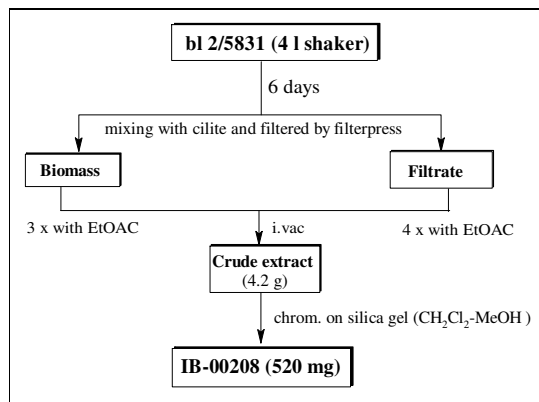 bl 2/5831 (4 l shaker)
6 days
mixing with cilite and filtered by filterpress
Biomass
Filtrate
3 x with EtOAC
i.vac
4 x with EtOAC
Crude extract
(4.2 g)
chrom. on silica gel (CH₂Cl₂-MeOH )
IB-00208 (520 mg)